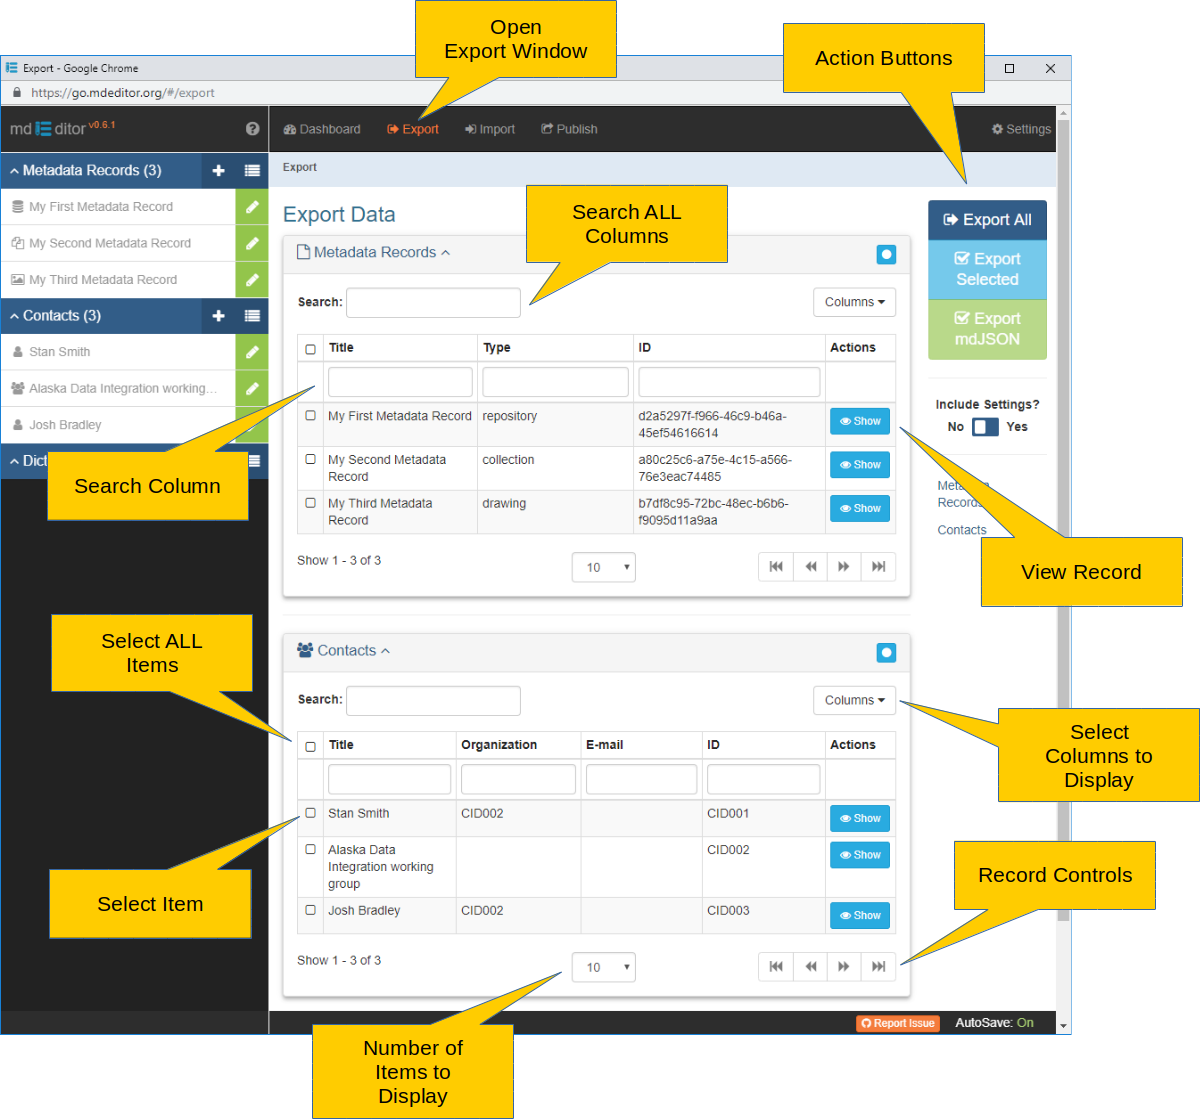 Open
Export Window
Action Buttons
Export - Google Chrome
https://go.mdeditor.org/#/export
md Editor v0.6.1
Dashboard
Export
Import
Publish
Settings
Metadata Records (3)
My First Metadata Record
My Second Metadata Record
My Third Metadata Record
Contacts (3)
Stan Smith
Alaska Data Integration working...
Josh Bradley
Dict
Export
Export Data
Search ALL
Columns
Metadata Records
Search:
Columns
Title Type ID Actions
My First Metadata Record repository d2a5297f-f966-46c9-b46a-
45ef54616614
Show
My Second Metadata
Record
collection a80c25c6-a75e-4c15-a566-
76e3eac74485
Show
My Third Metadata
Record
drawing b7df8c95-72bc-48ec-b6b6-
f9095d11a9aa
Show
Show 1 - 3 of 3
10
Export All
Export
Selected
Export
mdJSON
Include Settings?
No Yes
Records
Contacts
Search Column
View Record
Select ALL
Items
Contacts
Search:
Columns
Title Organization E-mail ID Actions
Stan Smith CID002 CID001 Show
Alaska Data
Integration working
group
CID002 Show
Josh Bradley CID002 CID003 Show
Show 1 - 3 of 3
10
Select
Columns to
Display
Select Item
Record Controls
Number of
Items to
Display
Report Issue
AutoSave: On